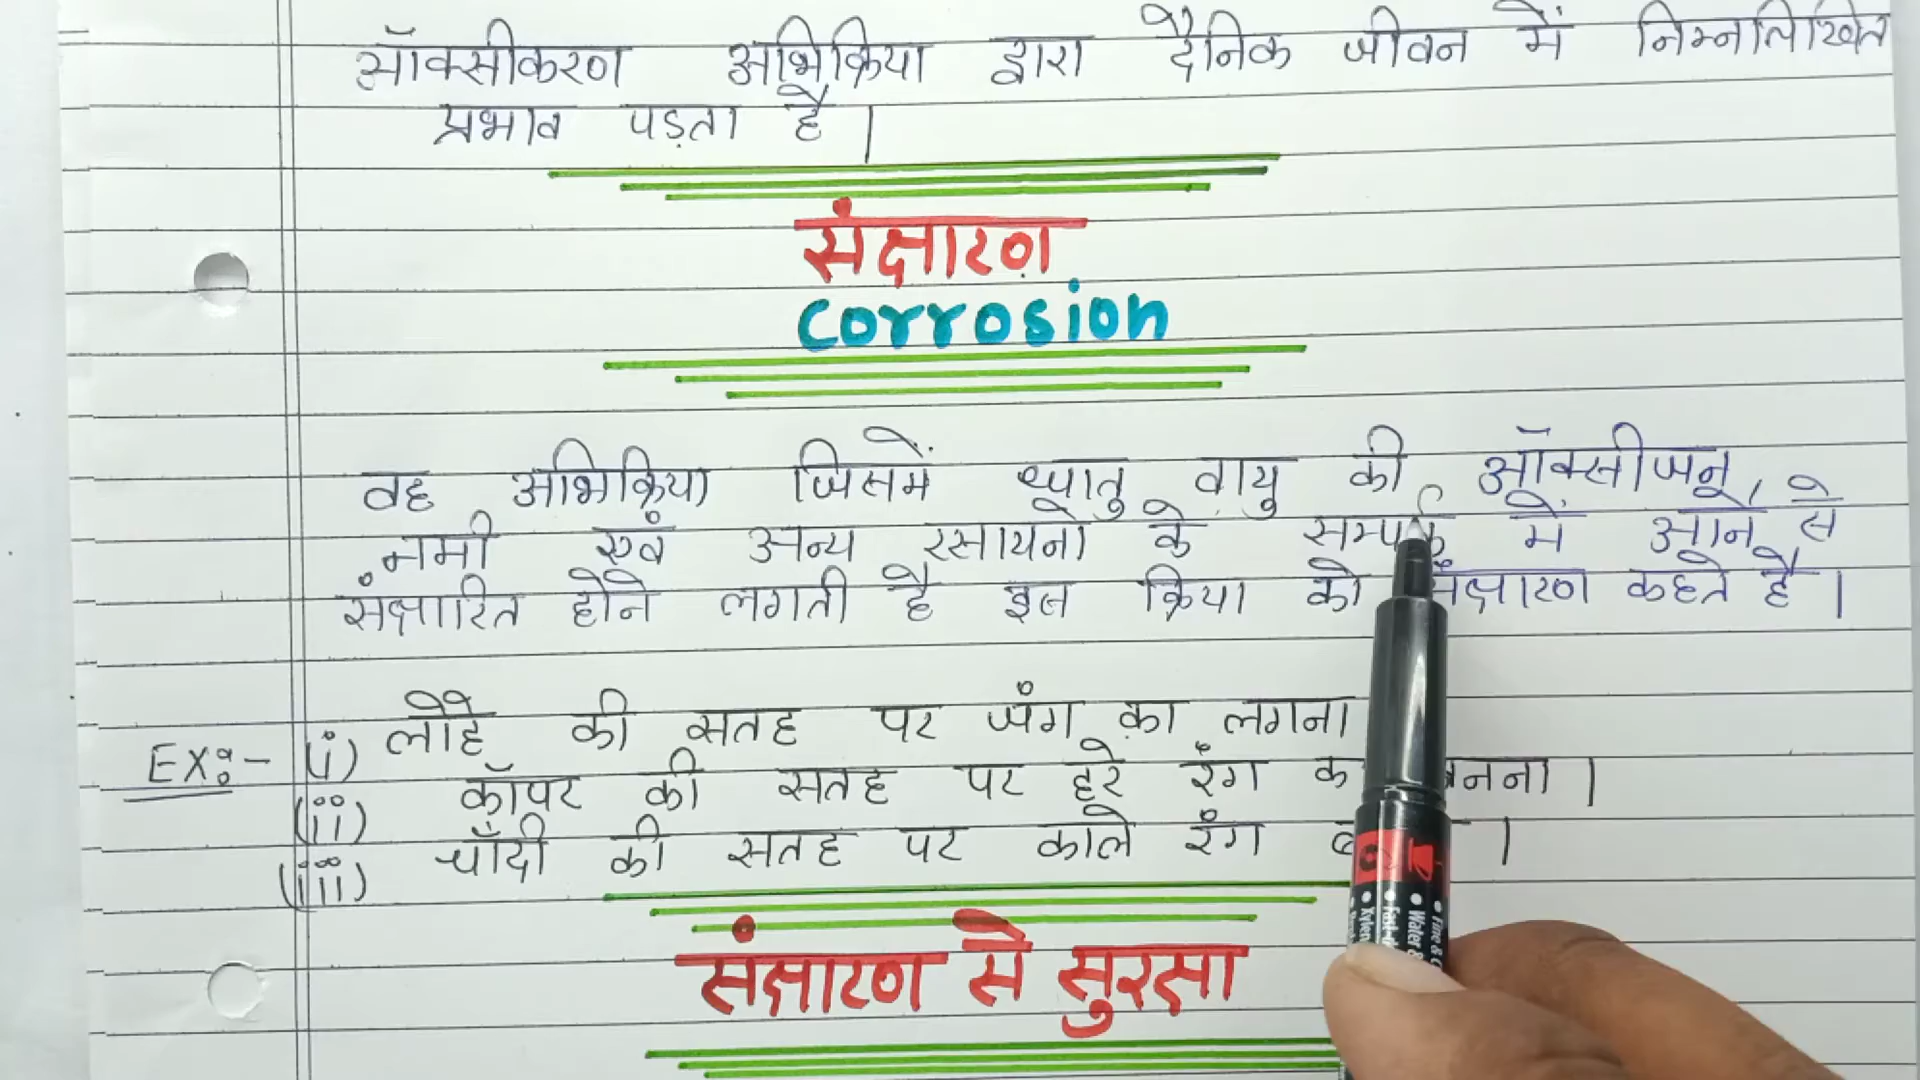 ऑक्सीकरण अभिक्रिया द्वारा दैनिक जीवन में निम्नलिखित
प्रभाव पड़ता है।
संक्षारण
Corrosion
वह अभिक्रिया जिसमें धातु वायु की ऑक्सीजन,
नमी एवं अन्य रसायनो के सम्पर्क में आने से
संक्षारित होने लगती है इस क्रिया को संक्षारण कहते है।
Ex:- (i) लोहे की सतह पर जंग का लगना
(ii) कॉपर की सतह पर हरे रंग का बनना।
(iii) चाँदी की सतह पर काले रंग
संक्षारण से सुरक्षा